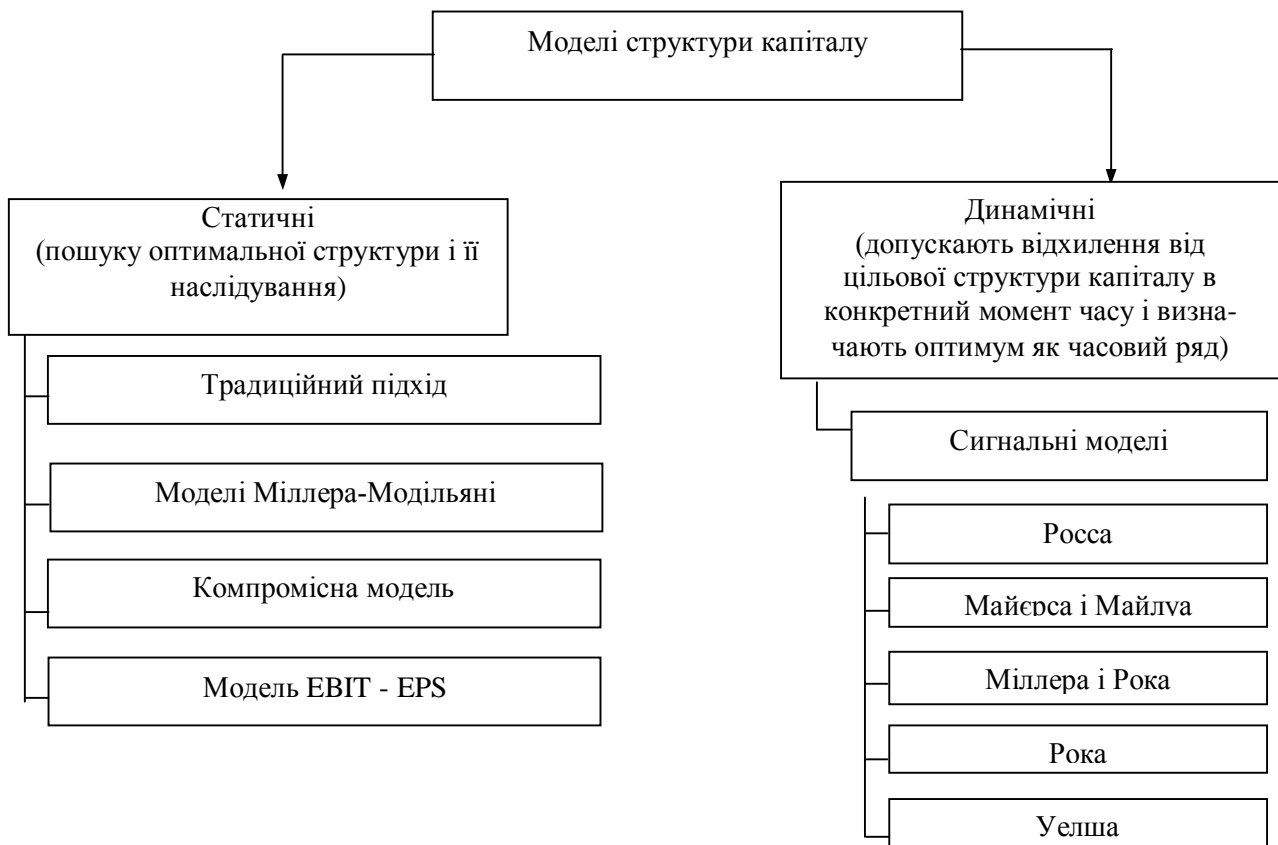 Моделі структури капіталу
Статичні
(пошуку оптимальної структури і її
наслідування)
Традиційний підхід
Моделі Міллера-Модільяні
Компромісна модель
Модель EBIT - EPS
Динамічні
(допускають відхилення від
цільової структури капіталу в
конкретний момент часу і визна-
чають оптимум як часовий ряд)
Сигнальні моделі
Росса
Майєрса і Майлуа
Міллера і Рока
Рока
Уелша